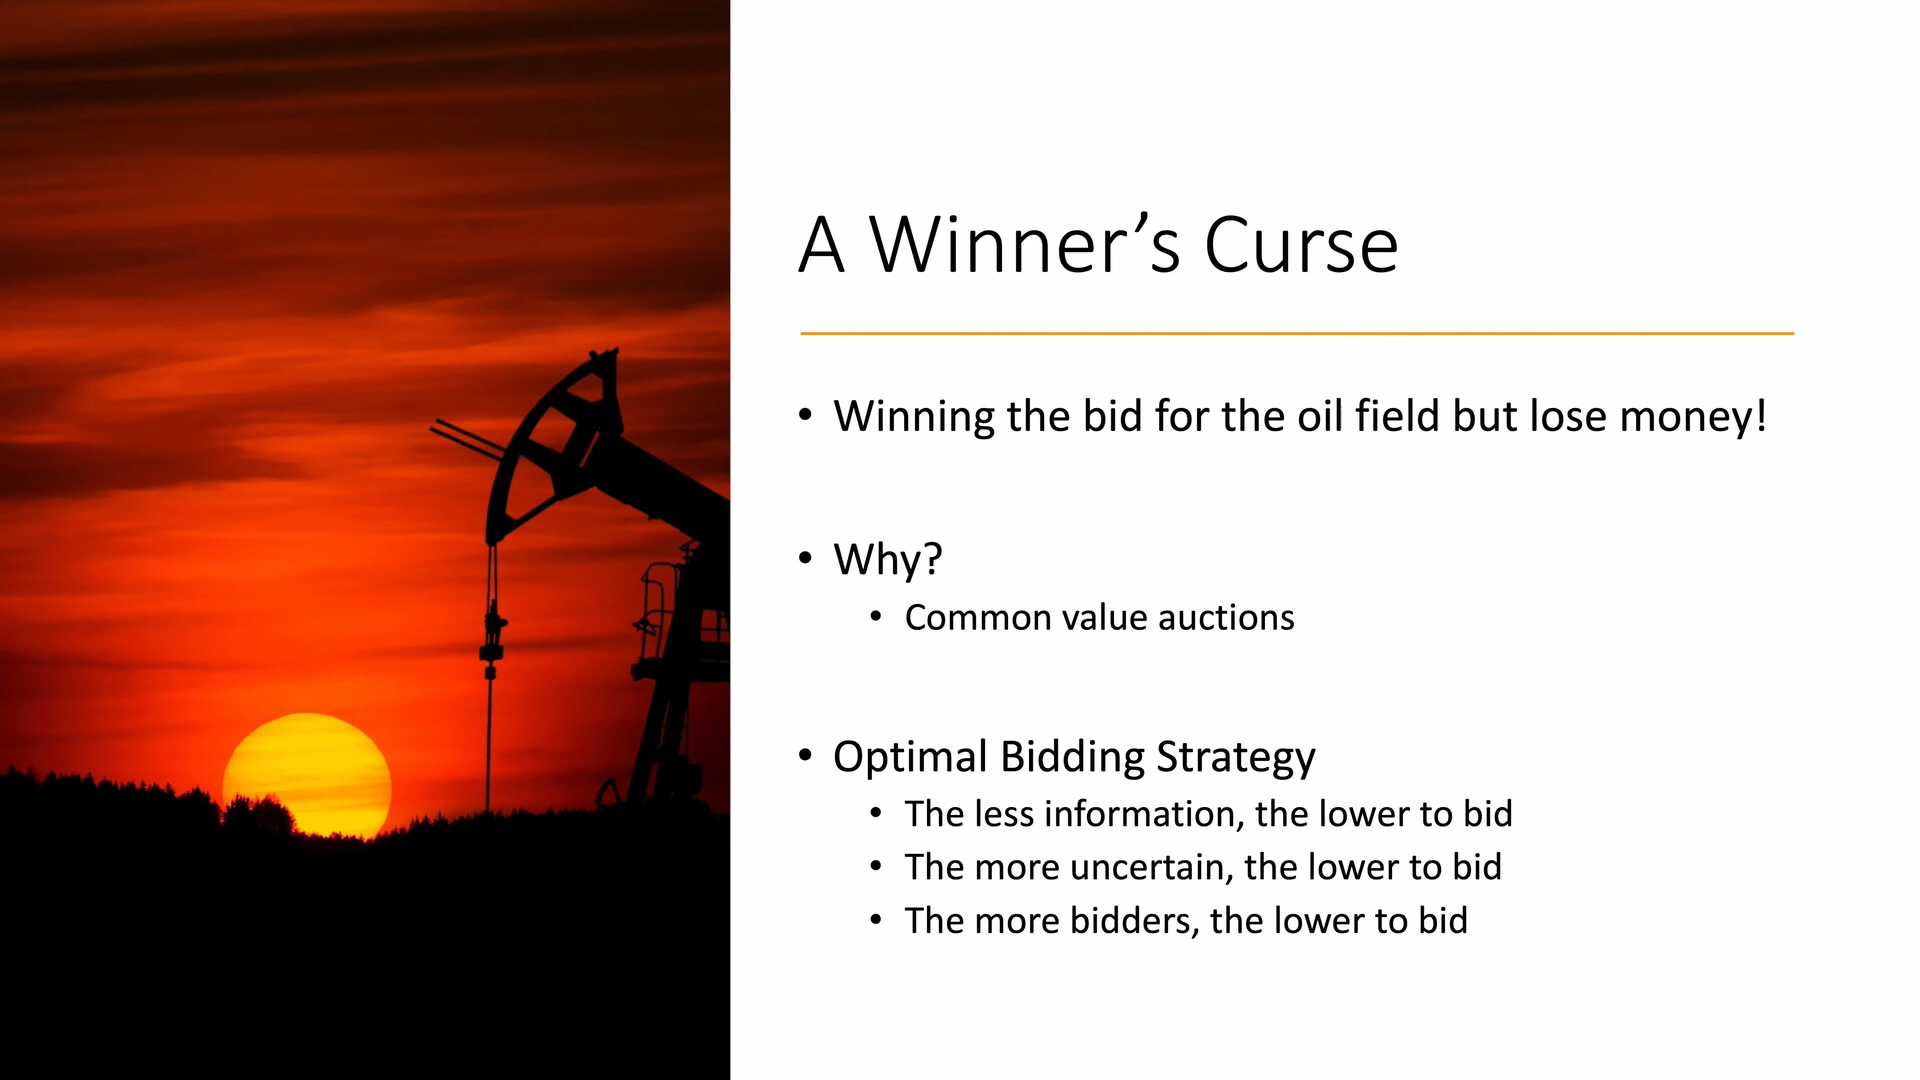 A Winner’s Curse
• Winning the bid for the oil field but lose money!
• Why?
• Common value auctions
• Optimal Bidding Strategy
• The less information, the lower to bid
• The more uncertain, the lower to bid
• The more bidders, the lower to bid